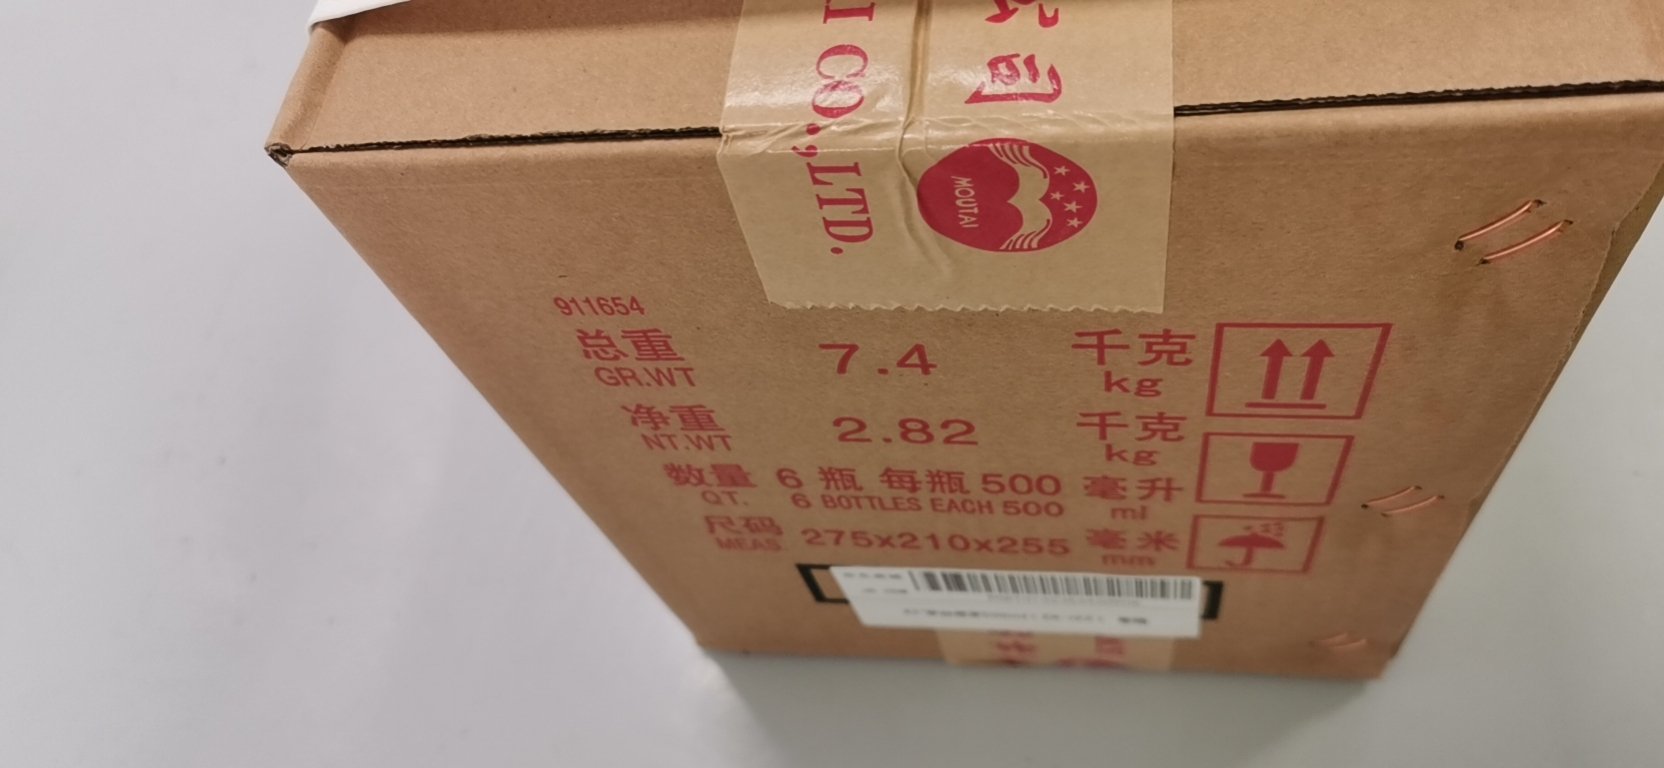 I CO.,LTD.
公司
MOUTAI
911654
总重 7.4 千克
GR.WT kg
净重 2.82 千克
NT.WT kg
数量 6 瓶 每瓶 500 毫升
QT. 6 BOTTLES EACH 500 ml
尺码 275x210x255 毫米
MEAS. mm